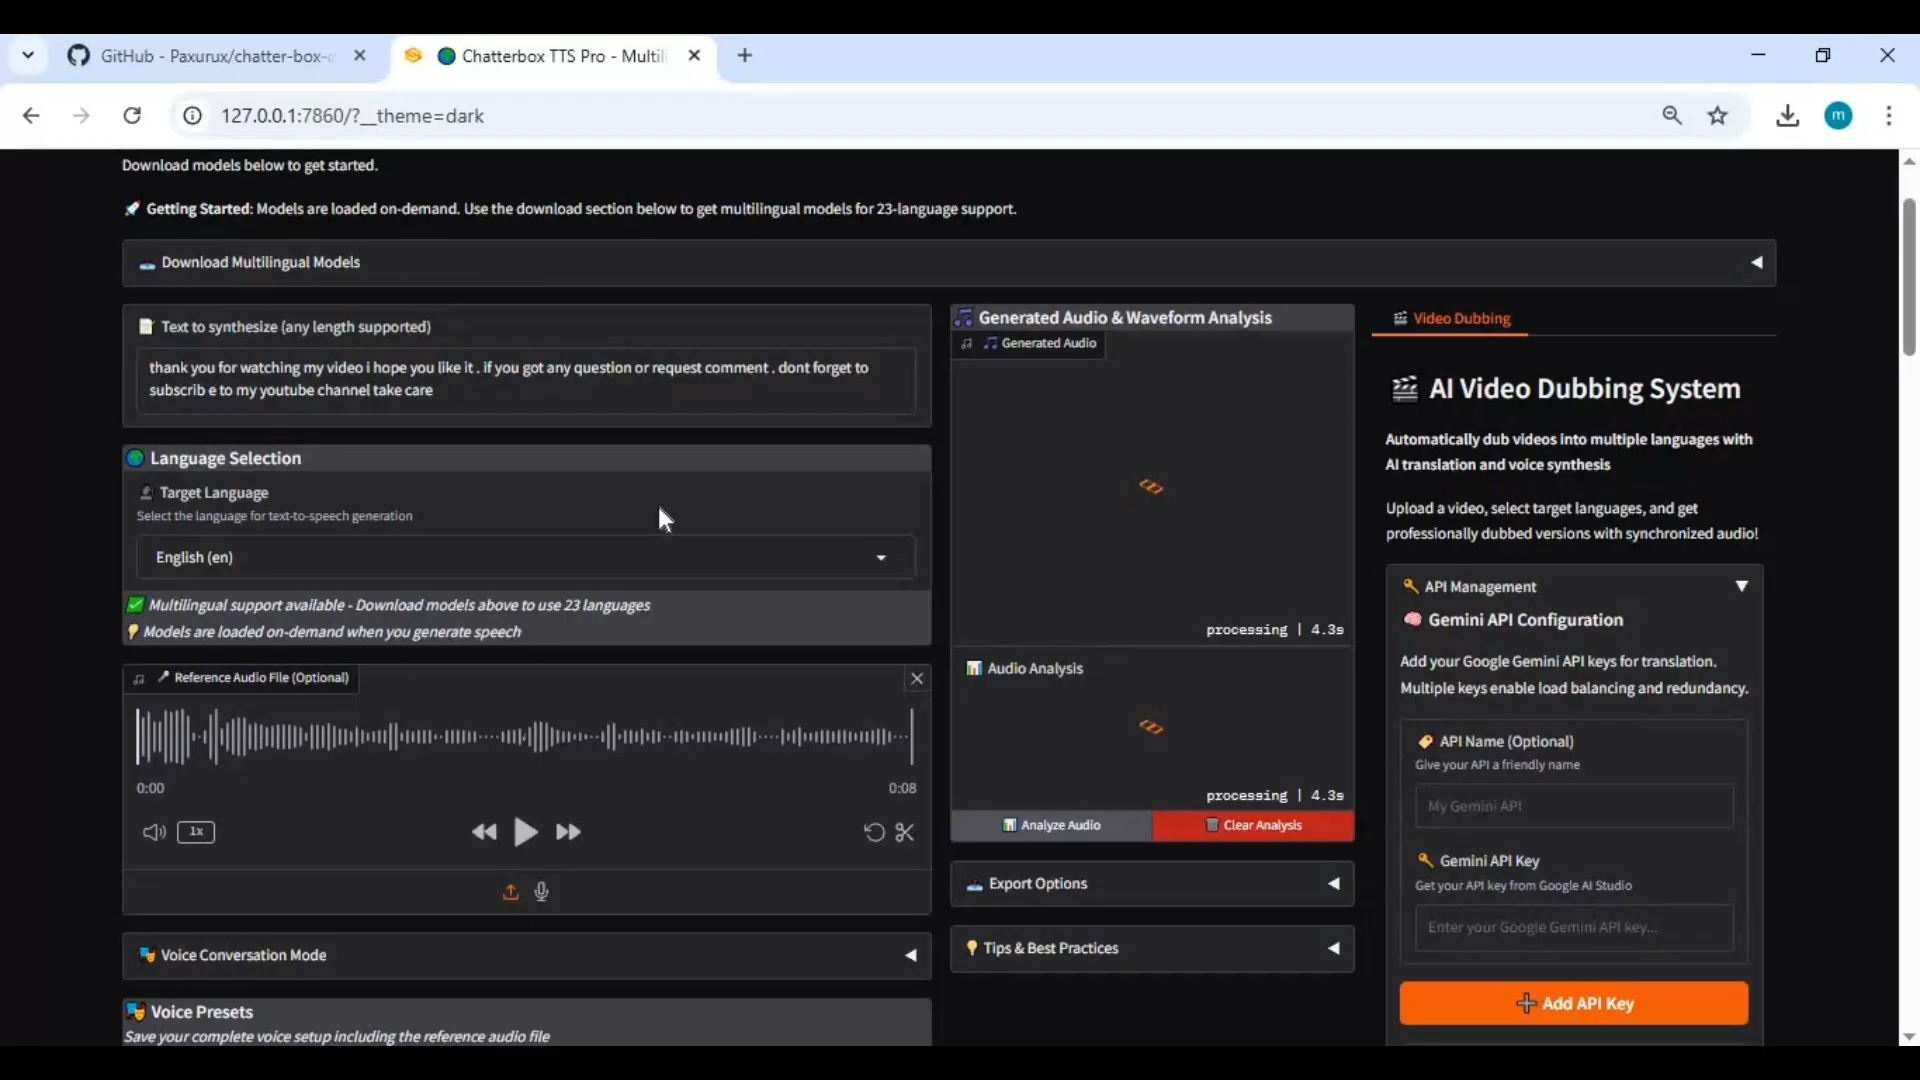 GitHub - Paxurux/chatter-box-
Chatterbox TTS Pro - Multil
127.0.0.1:7860/?__theme=dark
m
Download models below to get started.
Getting Started: Models are loaded on-demand. Use the download section below to get multilingual models for 23-language support.
Download Multilingual Models
Text to synthesize (any length supported)
thank you for watching my video i hope you like it . if you got any question or request comment . dont forget to
subscrib e to my youtube channel take care
Language Selection
Target Language
Select the language for text-to-speech generation
English (en)
Multilingual support available - Download models above to use 23 languages
Models are loaded on-demand when you generate speech
Reference Audio File (Optional)
0:00
0:08
1x
Voice Conversation Mode
Voice Presets
Save your complete voice setup including the reference audio file
Generated Audio & Waveform Analysis
Generated Audio
processing | 4.3s
Audio Analysis
processing | 4.3s
Analyze Audio
Clear Analysis
Export Options
Tips & Best Practices
Video Dubbing
AI Video Dubbing System
Automatically dub videos into multiple languages with
AI translation and voice synthesis
Upload a video, select target languages, and get
professionally dubbed versions with synchronized audio!
API Management
Gemini API Configuration
Add your Google Gemini API keys for translation.
Multiple keys enable load balancing and redundancy.
API Name (Optional)
Give your API a friendly name
My Gemini API
Gemini API Key
Get your API key from Google AI Studio
Enter your Google Gemini API key...
Add API Key